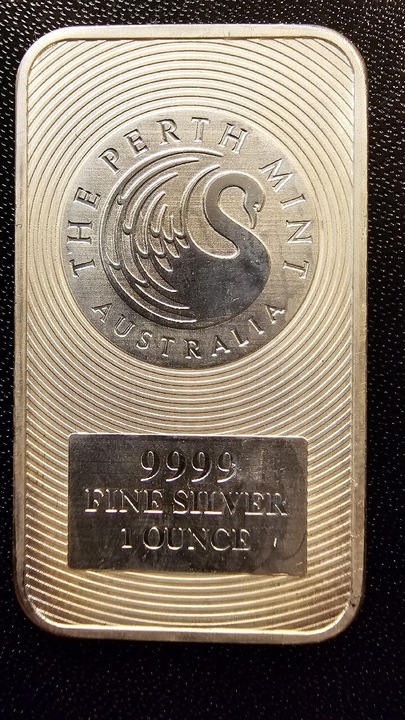 THE PERTH MINT
AUSTRALIA
9999
FINE SILVER
1 OUNCE